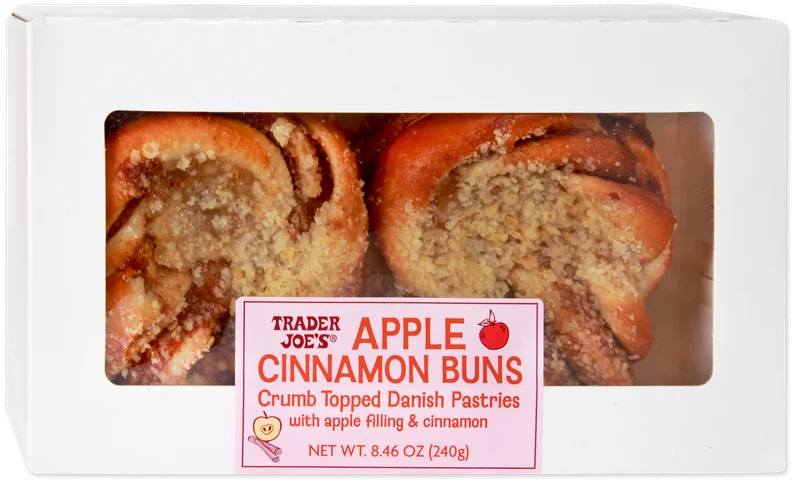 TRADER JOE'S® APPLE
CINNAMON BUNS
Crumb Topped Danish Pastries
with apple filling & cinnamon
NET WT. 8.46 OZ (240g)